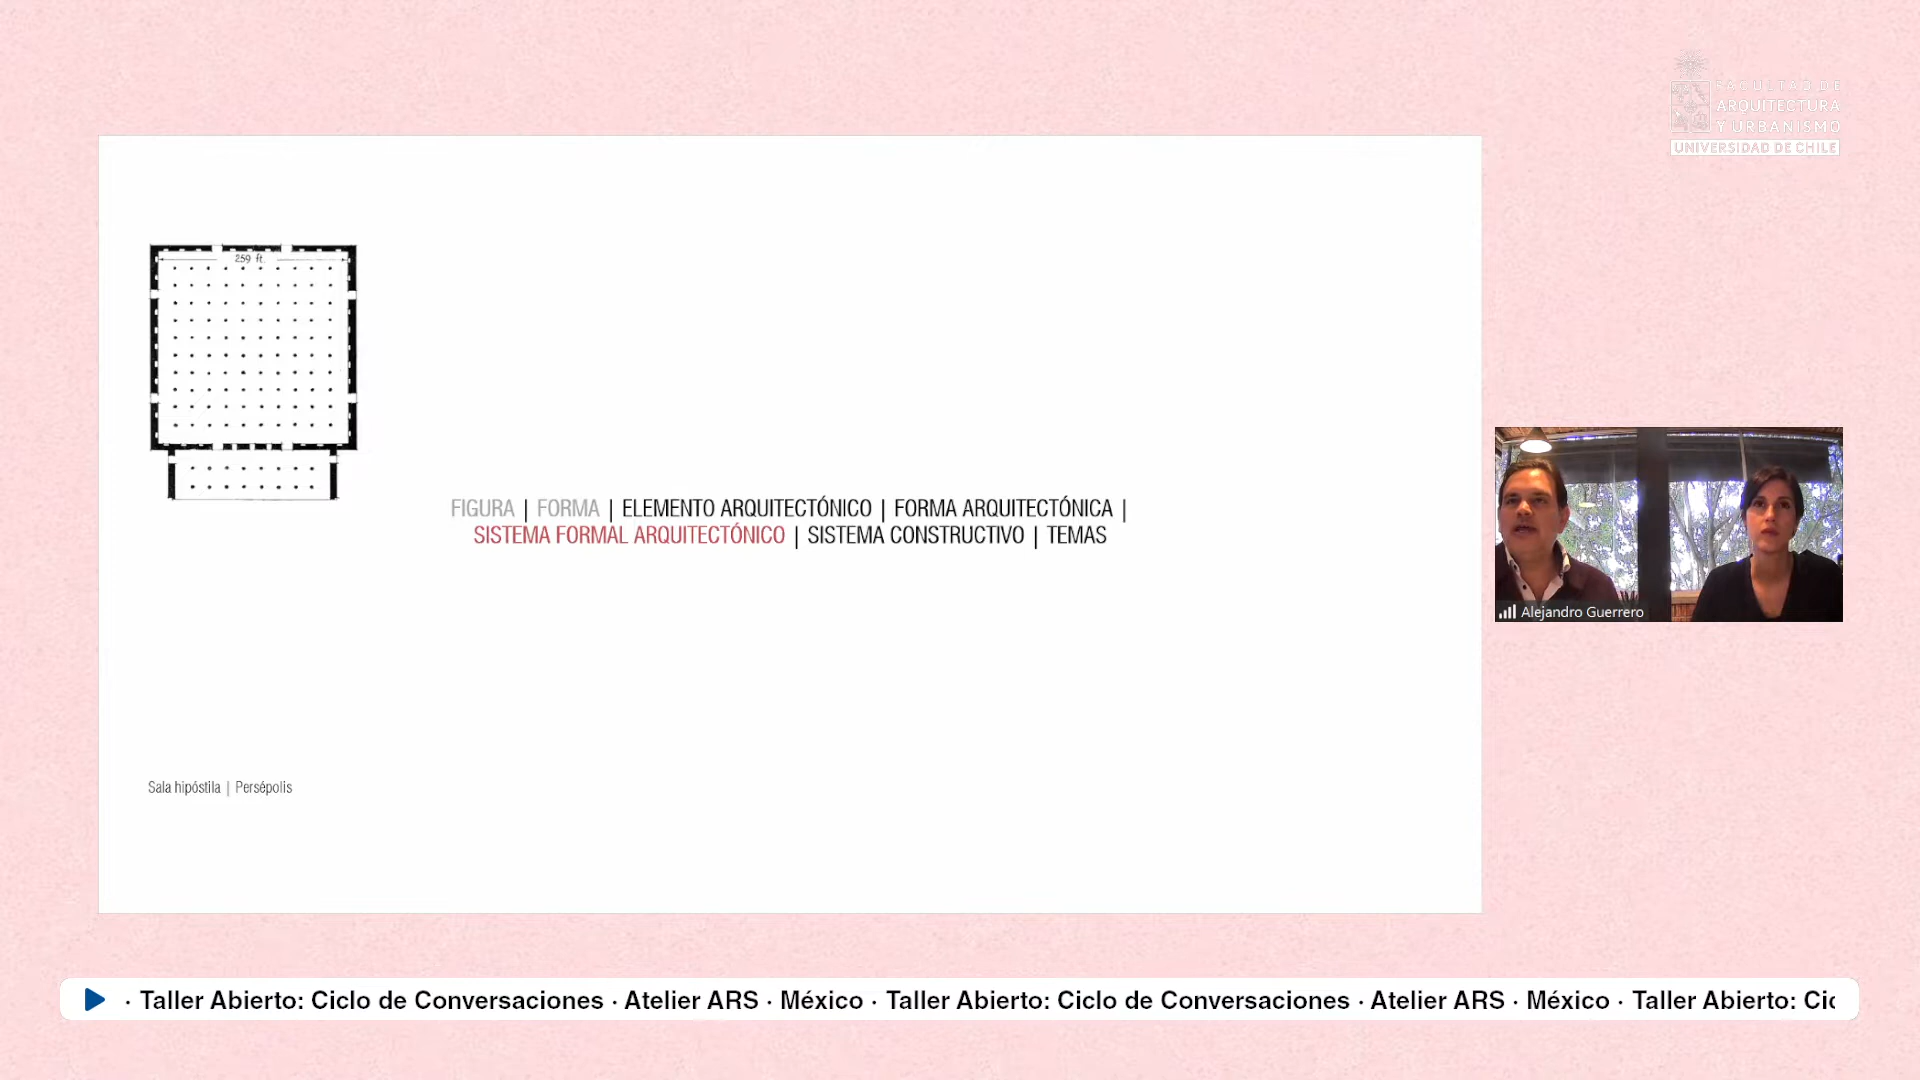 FACULTAD DE
ARQUITECTURA
Y URBANISMO
UNIVERSIDAD DE CHILE
259 ft.
FIGURA | FORMA | ELEMENTO ARQUITECTÓNICO | FORMA ARQUITECTÓNICA |
SISTEMA FORMAL ARQUITECTÓNICO | SISTEMA CONSTRUCTIVO | TEMAS
Alejandro Guerrero
Sala hipóstila | Persépolis
· Taller Abierto: Ciclo de Conversaciones · Atelier ARS · México · Taller Abierto: Ciclo de Conversaciones · Atelier ARS · México · Taller Abierto: Cic